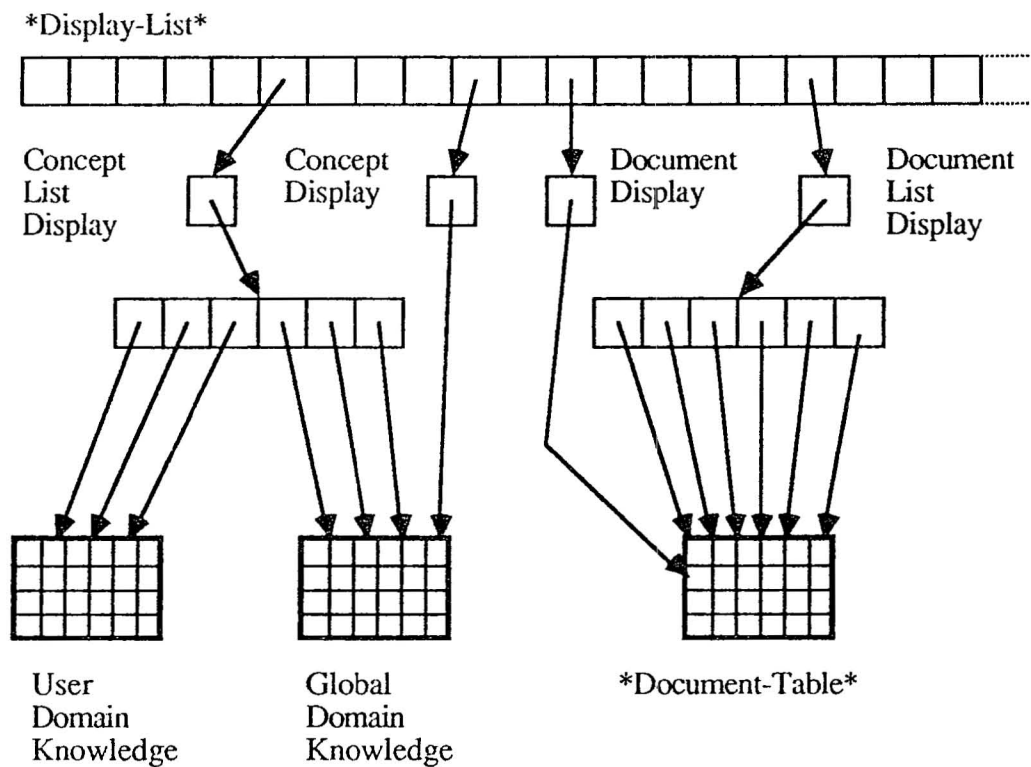 *Display-List*
Concept
List
Display
Concept
Display
Document
Display
Document
List
Display
User
Domain
Knowledge
Global
Domain
Knowledge
*Document-Table*